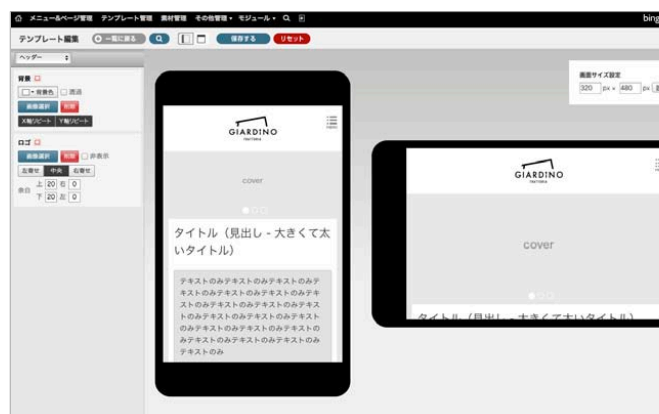 メニュー&ページ管理 テンプレート管理 素材管理 その他管理 モジュール
bing
テンプレート編集 一覧に戻る 保存する リセット
ヘッダー
背景
背景色 透過
画像選択 削除
X軸リピート Y軸リピート
ロゴ
画像選択 削除 非表示
左寄せ 中央 右寄せ
余白 上 20 右 0
下 20 左 0
GIARDINO
cover
タイトル（見出し - 大きくて太
いタイトル）
テキストのみテキストのみテキストのみテ
キストのみテキストのみテキストのみテキ
ストのみテキストのみテキストのみテキス
トのみテキストのみテキストのみテキスト
のみテキストのみテキストのみテキストの
みテキストのみテキストのみテキストのみ
テキストのみ
画面サイズ設定
320 px × 480 px
GIARDINO
cover
タイトル（見出し - 大きくて太いタイトル）